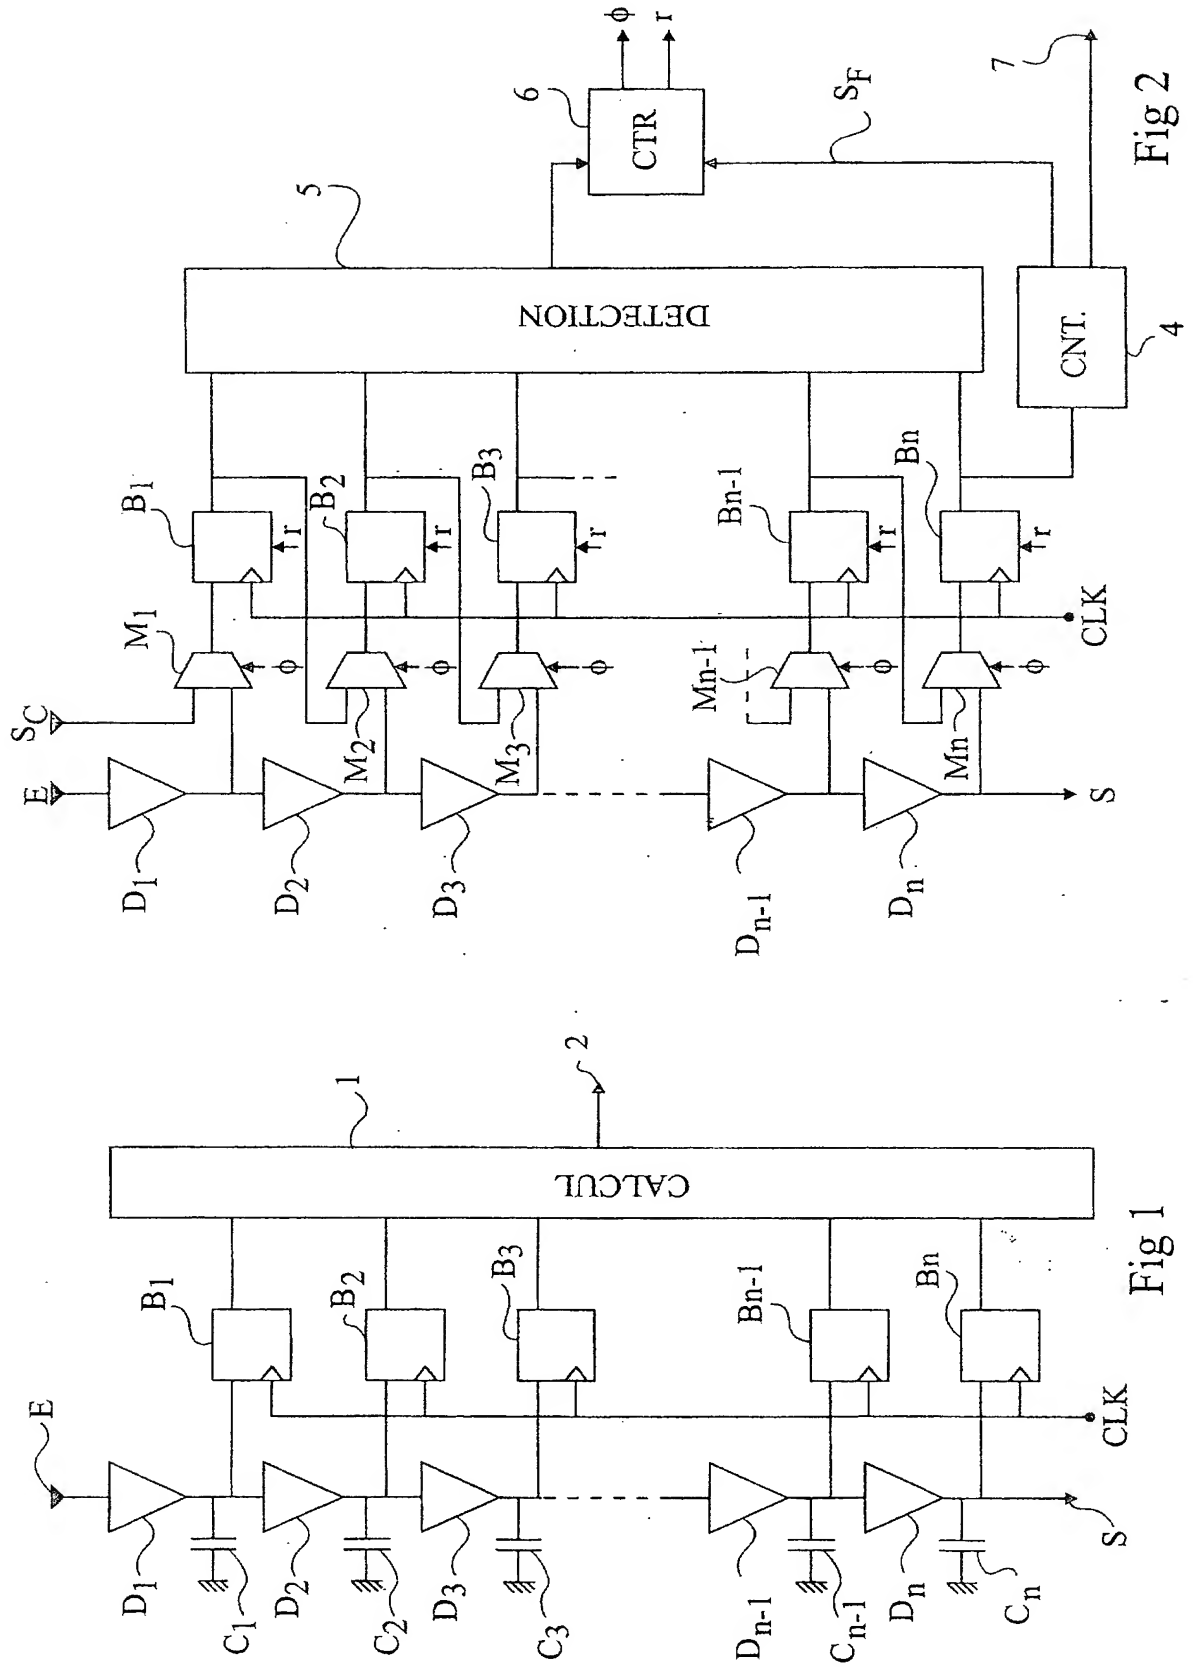 E
D1
C1
B1
D2
C2
B2
D3
C3
B3
Dn-1
Cn-1
Bn-1
Dn
Cn
Bn
S
CLK
CALCUL
1
2
Fig 1
E
SC
D1
M1
B1
ϕ
r
D2
M2
B2
ϕ
r
D3
M3
B3
ϕ
r
Dn-1
Mn-1
Bn-1
ϕ
r
Dn
Mn
Bn
ϕ
r
S
CLK
DETECTION
5
CNT.
4
CTR
6
ϕ
r
SF
7
Fig 2